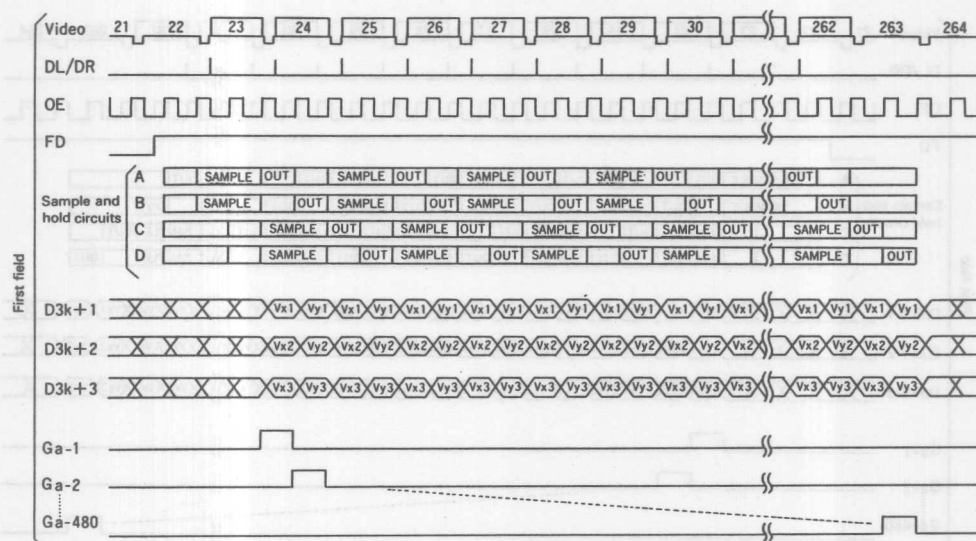 Video 21 22 23 24 25 26 27 28 29 30 262 263 264
DL/DR
OE
FD
First field
Sample and
hold circuits
A SAMPLE OUT SAMPLE OUT SAMPLE OUT SAMPLE OUT OUT
B SAMPLE OUT SAMPLE OUT SAMPLE OUT SAMPLE OUT OUT
C SAMPLE OUT SAMPLE OUT SAMPLE OUT SAMPLE OUT SAMPLE OUT
D SAMPLE OUT SAMPLE OUT SAMPLE OUT SAMPLE SAMPLE OUT
D3k+1 Vx1 Vy1 Vx1 Vy1 Vx1 Vy1 Vx1 Vy1 Vx1 Vy1 Vx1 Vy1 Vx1 Vy1 Vx1 Vx1 Vy1 Vx1 Vy1
D3k+2 Vx2 Vy2 Vx2 Vy2 Vx2 Vy2 Vx2 Vy2 Vx2 Vy2 Vx2 Vy2 Vx2 Vy2 Vx2 Vx2 Vy2 Vx2 Vy2
D3k+3 Vx3 Vy3 Vx3 Vy3 Vx3 Vy3 Vx3 Vy3 Vx3 Vy3 Vx3 Vy3 Vx3 Vy3 Vx3 Vx3 Vy3 Vx3 Vy3
Ga-1
Ga-2
Ga-480